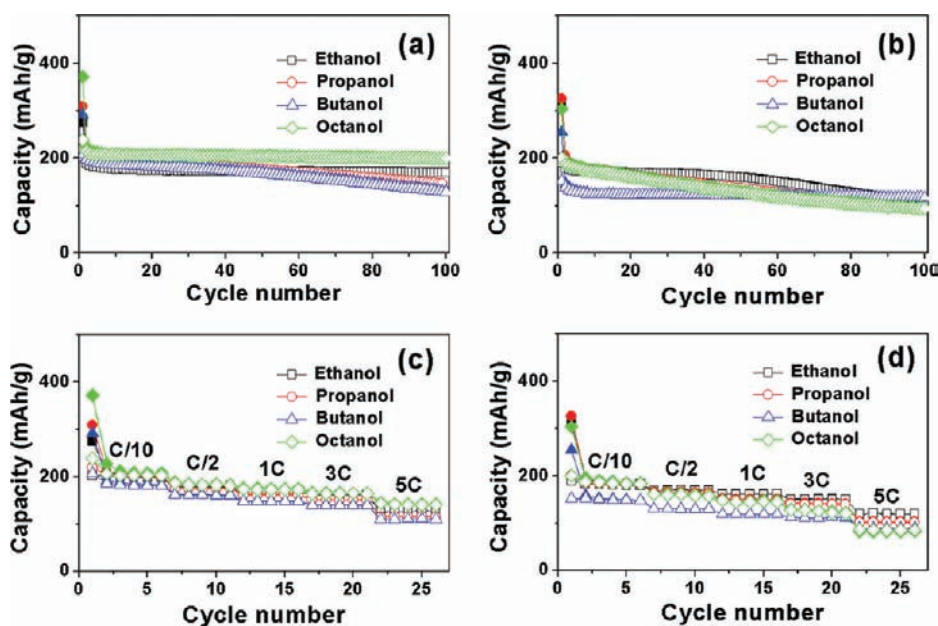 (a)
Capacity (mAh/g)
400
200
0
Ethanol
Propanol
Butanol
Octanol
0 20 40 60 80 100
Cycle number
(b)
Capacity (mAh/g)
400
200
0
Ethanol
Propanol
Butanol
Octanol
0 20 40 60 80 100
Cycle number
(c)
Capacity (mAh/g)
400
200
0
Ethanol
Propanol
Butanol
Octanol
C/10 C/2 1C 3C 5C
0 5 10 15 20 25
Cycle number
(d)
Capacity (mAh/g)
400
200
0
Ethanol
Propanol
Butanol
Octanol
C/10 C/2 1C 3C 5C
0 5 10 15 20 25
Cycle number